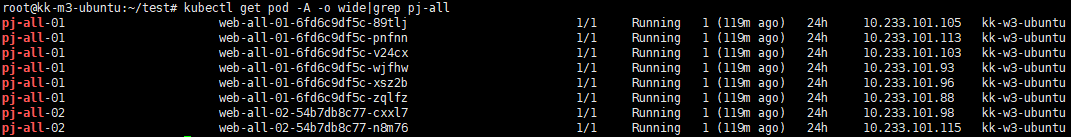 root@kk-m3-ubuntu:~/test# kubectl get pod -A -o wide|grep pj-all
pj-all-01 web-all-01-6fd6c9df5c-89tlj 1/1 Running 1 (119m ago) 24h 10.233.101.105 kk-w3-ubuntu
pj-all-01 web-all-01-6fd6c9df5c-pnfnn 1/1 Running 1 (119m ago) 24h 10.233.101.113 kk-w3-ubuntu
pj-all-01 web-all-01-6fd6c9df5c-v24cx 1/1 Running 1 (119m ago) 24h 10.233.101.103 kk-w3-ubuntu
pj-all-01 web-all-01-6fd6c9df5c-wjfhw 1/1 Running 1 (119m ago) 24h 10.233.101.93 kk-w3-ubuntu
pj-all-01 web-all-01-6fd6c9df5c-xsz2b 1/1 Running 1 (119m ago) 24h 10.233.101.96 kk-w3-ubuntu
pj-all-01 web-all-01-6fd6c9df5c-zqlfz 1/1 Running 1 (119m ago) 24h 10.233.101.88 kk-w3-ubuntu
pj-all-02 web-all-02-54b7db8c77-cxxl7 1/1 Running 1 (119m ago) 24h 10.233.101.98 kk-w3-ubuntu
pj-all-02 web-all-02-54b7db8c77-n8m76 1/1 Running 1 (119m ago) 24h 10.233.101.115 kk-w3-ubuntu